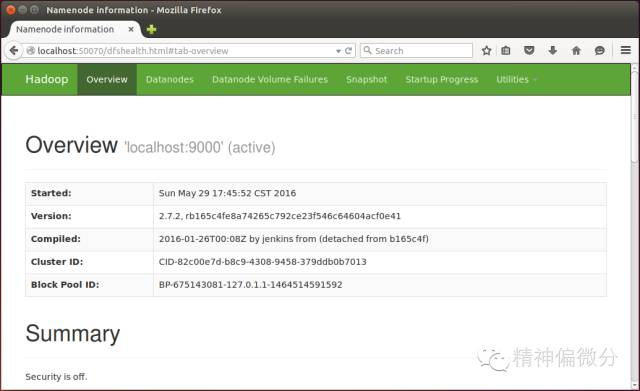 Namenode information - Mozilla Firefox
Namenode information
localhost:50070/dfshealth.html#tab-overview
Search
Hadoop Overview Datanodes Datanode Volume Failures Snapshot Startup Progress Utilities
Overview 'localhost:9000' (active)
Started: Sun May 29 17:45:52 CST 2016
Version: 2.7.2, rb165c4fe8a74265c792ce23f546c64604acf0e41
Compiled: 2016-01-26T00:08Z by jenkins from (detached from b165c4f)
Cluster ID: CID-82c00e7d-b8c9-4308-9458-379ddb0b7013
Block Pool ID: BP-675143081-127.0.1.1-1464514591592
Summary
Security is off.
精神偏微分